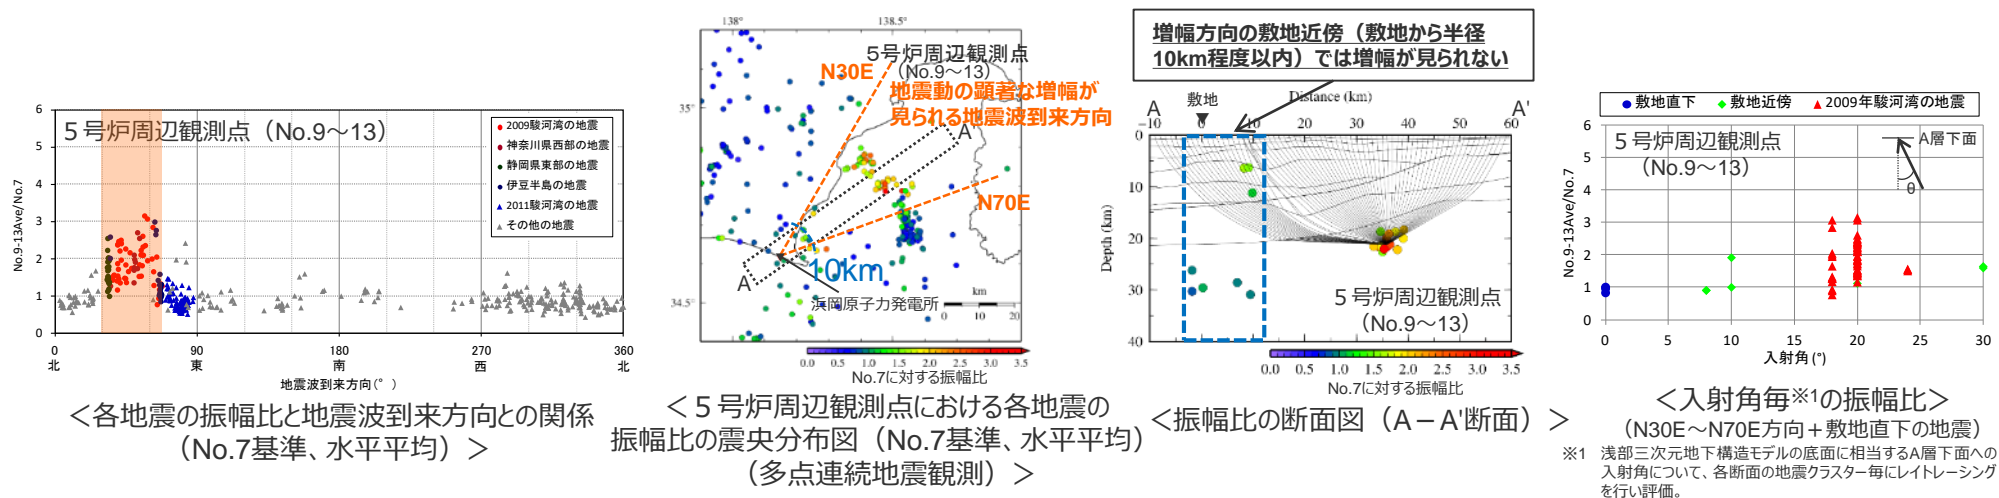 6
5
4
3
2
1
0
No.9-13Ave/No.7
５号炉周辺観測点（No.9～13）
2009駿河湾の地震
神奈川県西部の地震
静岡県東部の地震
伊豆半島の地震
2011駿河湾の地震
その他の地震
0 90 180 270 360
北 東 南 西 北
地震波到来方向(°)
＜各地震の振幅比と地震波到来方向との関係
（No.7基準、水平平均）＞
138° 138.5°
35°
34.5°
５号炉周辺観測点
（No.9～13）
N30E
地震動の顕著な増幅が
見られる地震波到来方向
A'
N70E
A
10km
浜岡原子力発電所
km
0 10 20
0.0 0.5 1.0 1.5 2.0 2.5 3.0 3.5
No.7に対する振幅比
＜５号炉周辺観測点における各地震の
振幅比の震央分布図（No.7基準、水平平均）
（多点連続地震観測）＞
増幅方向の敷地近傍（敷地から半径
10km程度以内）では増幅が見られない
A 敷地 Distance (km) A'
-10 0 10 20 30 40 50 60
0
10
20
30
40
Depth (km)
５号炉周辺観測点
（No.9～13）
0.0 0.5 1.0 1.5 2.0 2.5 3.0 3.5
No.7に対する振幅比
＜振幅比の断面図（A－A'断面）＞
敷地直下 敷地近傍 2009年駿河湾の地震
6
5
4
3
2
1
0
No.9-13Ave/No.7
５号炉周辺観測点
（No.9～13）
A層下面
θ
0 5 10 15 20 25 30
入射角(°)
＜入射角毎※1の振幅比＞
（N30E～N70E方向＋敷地直下の地震）
※1 浅部三次元地下構造モデルの底面に相当するA層下面への
入射角について、各断面の地震クラスター毎にレイトレーシング
を行い評価。